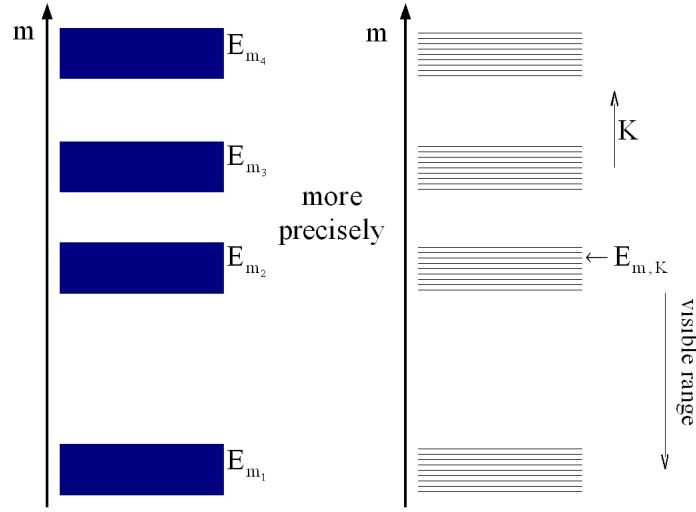 m
E_{m_4}
E_{m_3}
E_{m_2}
E_{m_1}
more
precisely
m
K
← E_{m,K}
visible range